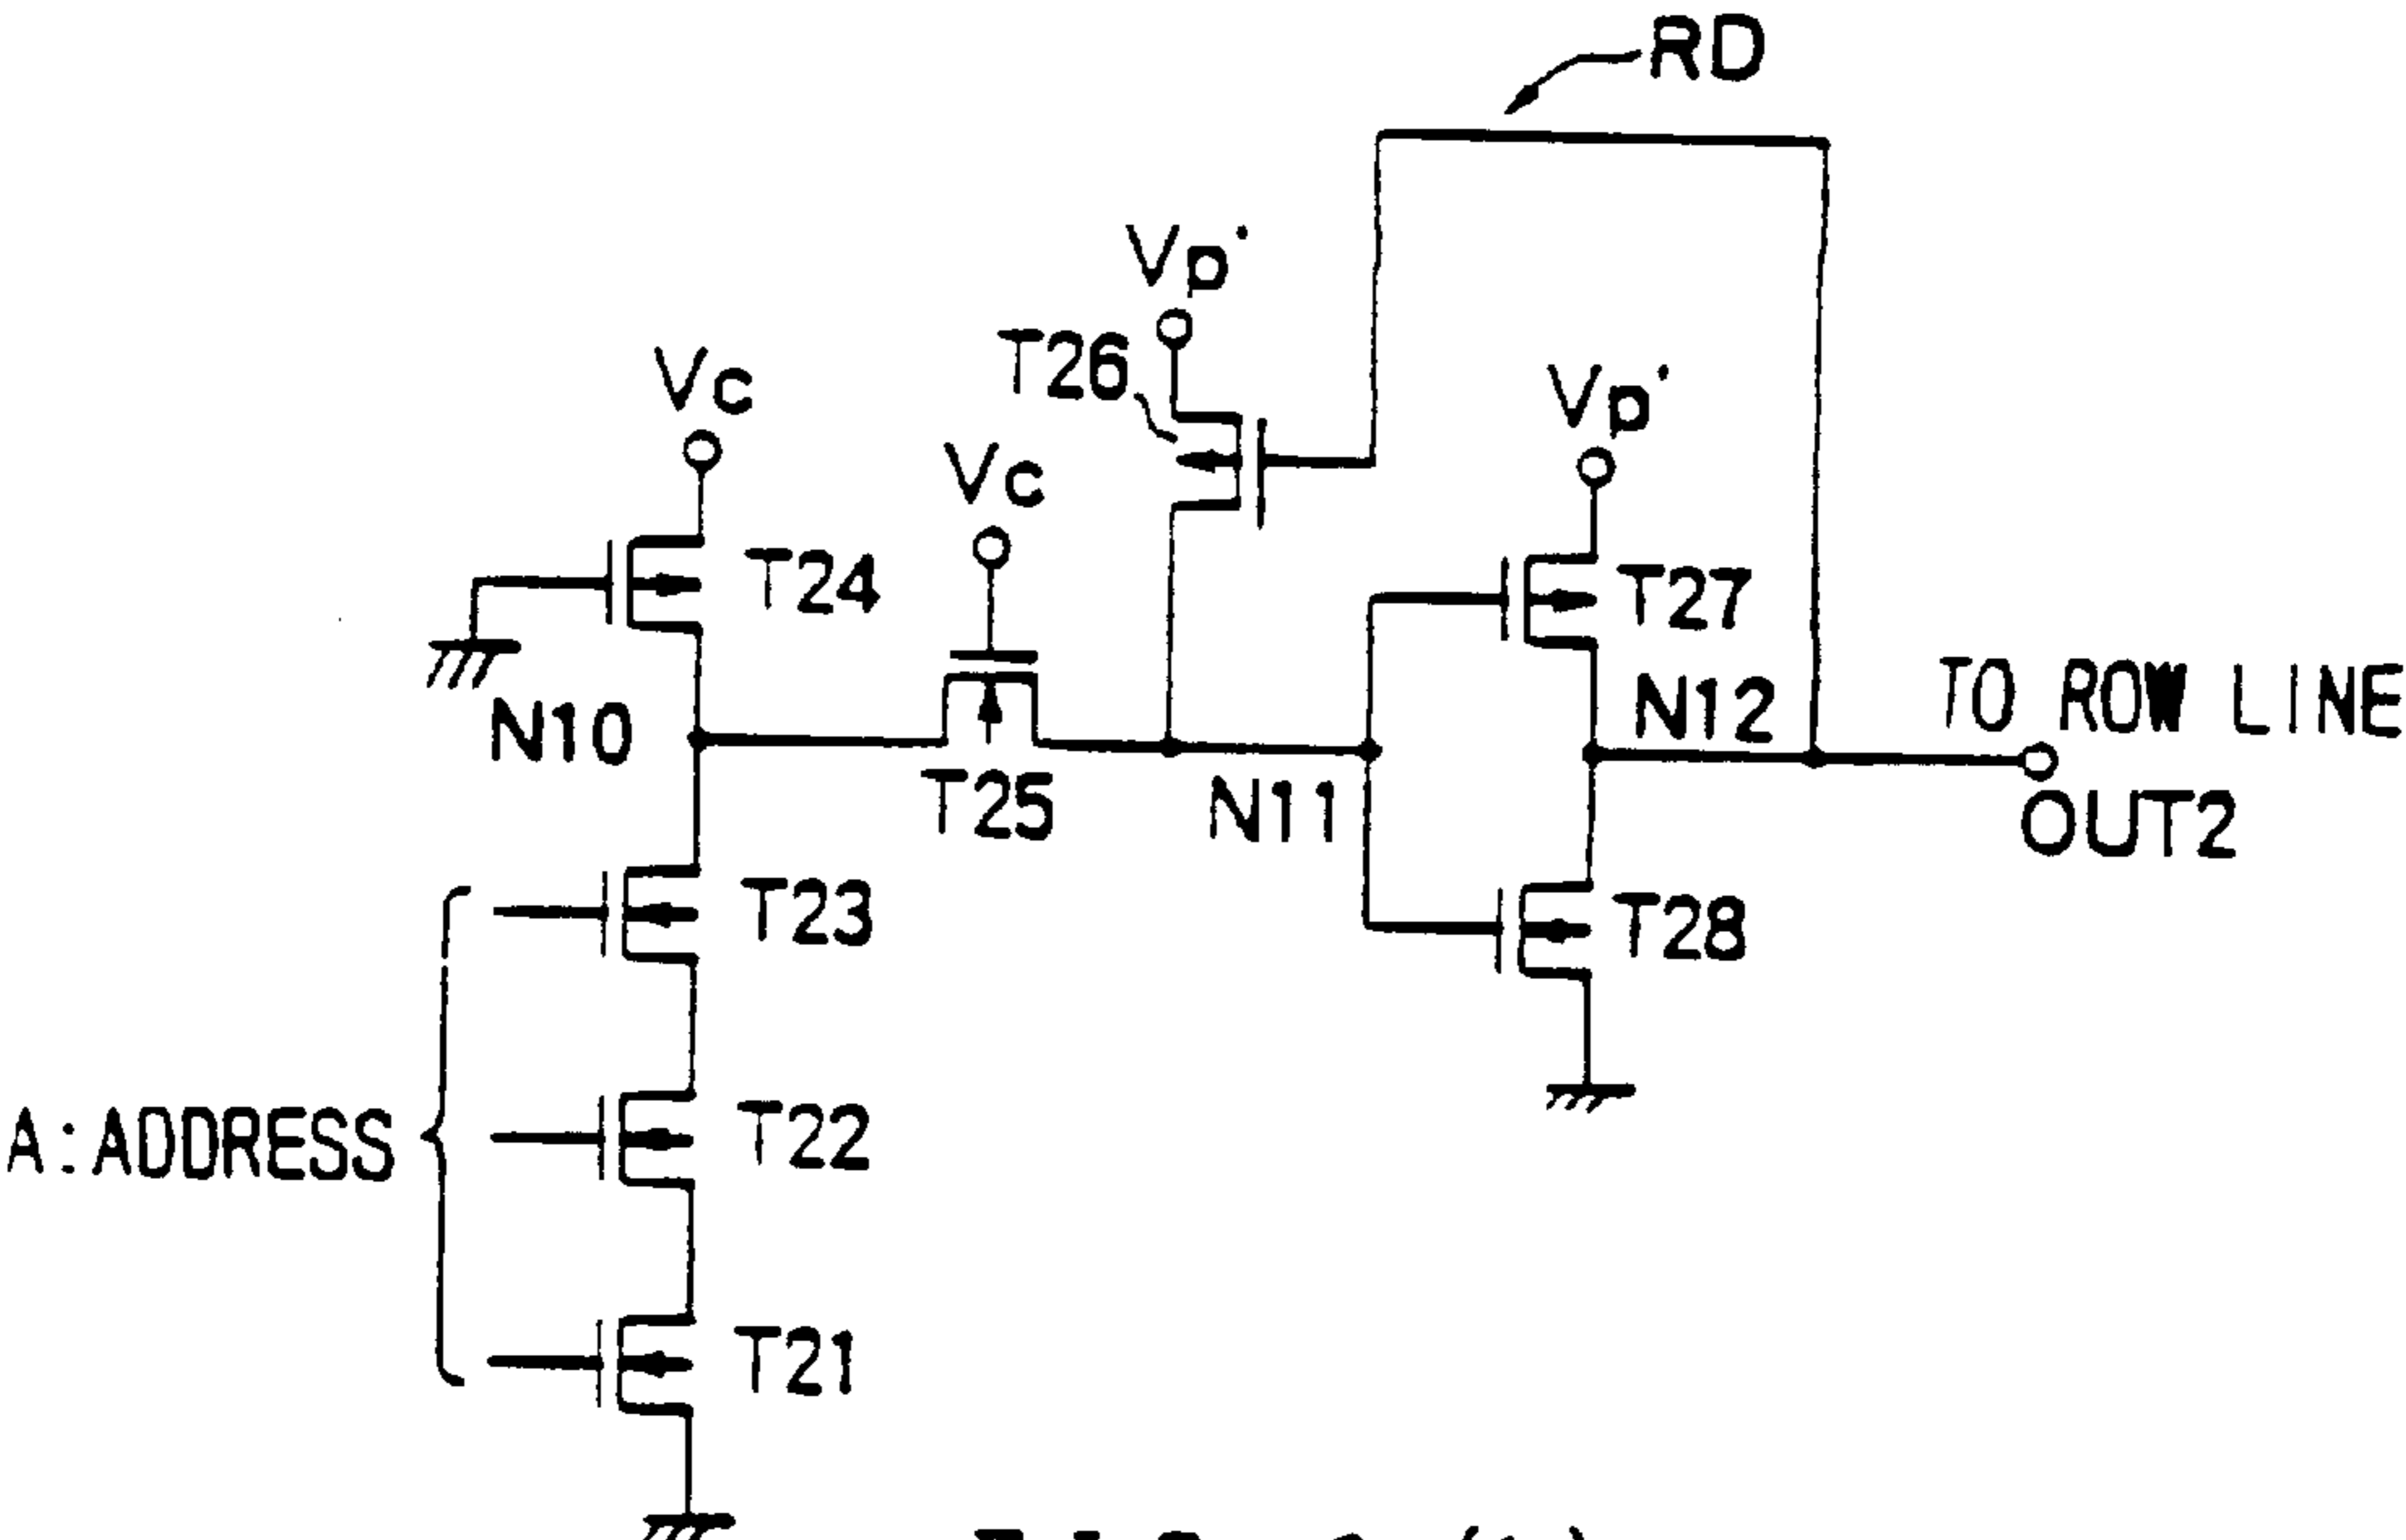 RD
Vp'
T26
Vc
Vc
Vp'
T24
T27
N10
N12
TO ROW LINE
T25
N11
OUT2
T23
T28
A:ADDRESS
T22
T21